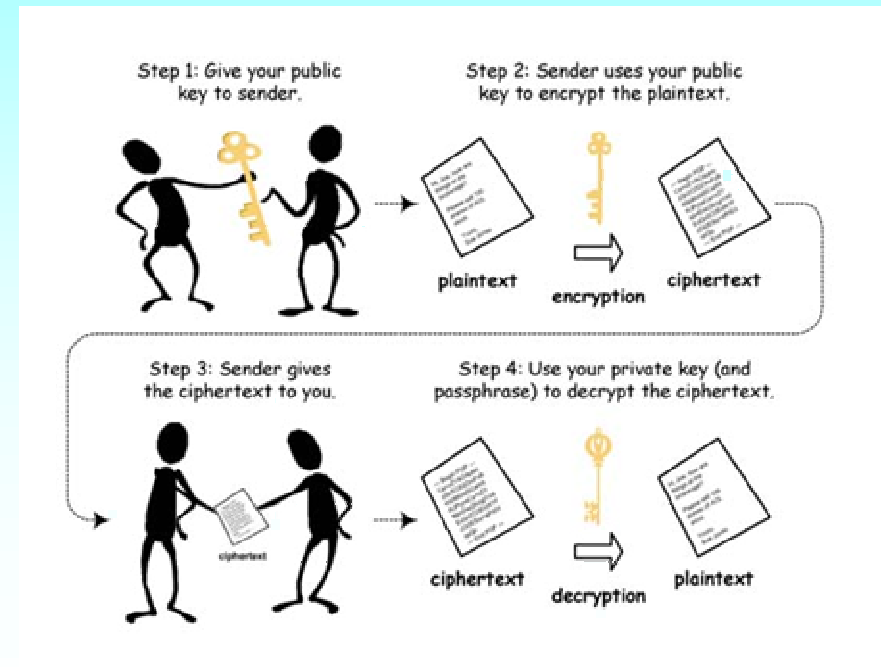 Step 1: Give your public
key to sender.
Step 2: Sender uses your public
key to encrypt the plaintext.
plaintext
encryption
ciphertext
Step 3: Sender gives
the ciphertext to you.
Step 4: Use your private key (and
passphrase) to decrypt the ciphertext.
ciphertext
ciphertext
decryption
plaintext